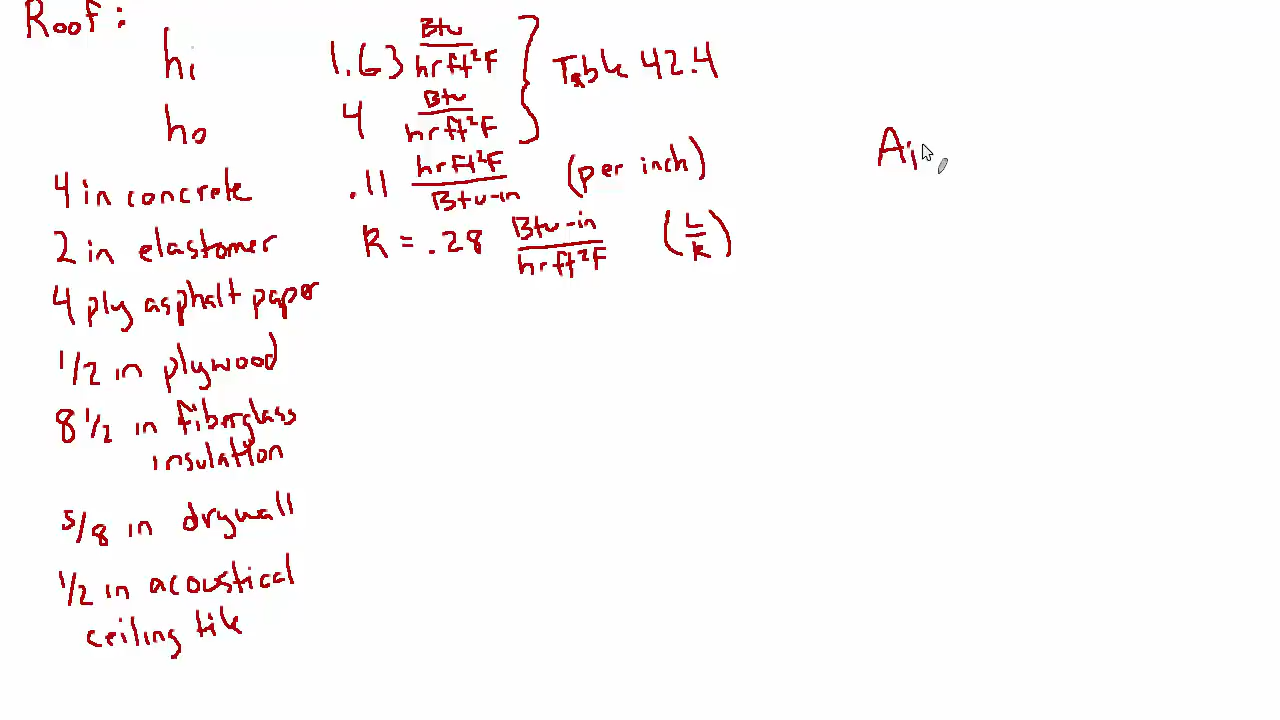 Roof:
hi 1.63 Btu/hrft²F } Table 42.4
ho 4 Btu/hrft²F
Ai
4 in concrete .11 hrft²F/Btu-in (per inch)
2 in elastomer R = .28 Btu-in/hrft²F (L/k)
4 ply asphalt paper
1/2 in plywood
8 1/2 in fiberglass
insulation
5/8 in drywall
1/2 in acoustical
ceiling tile